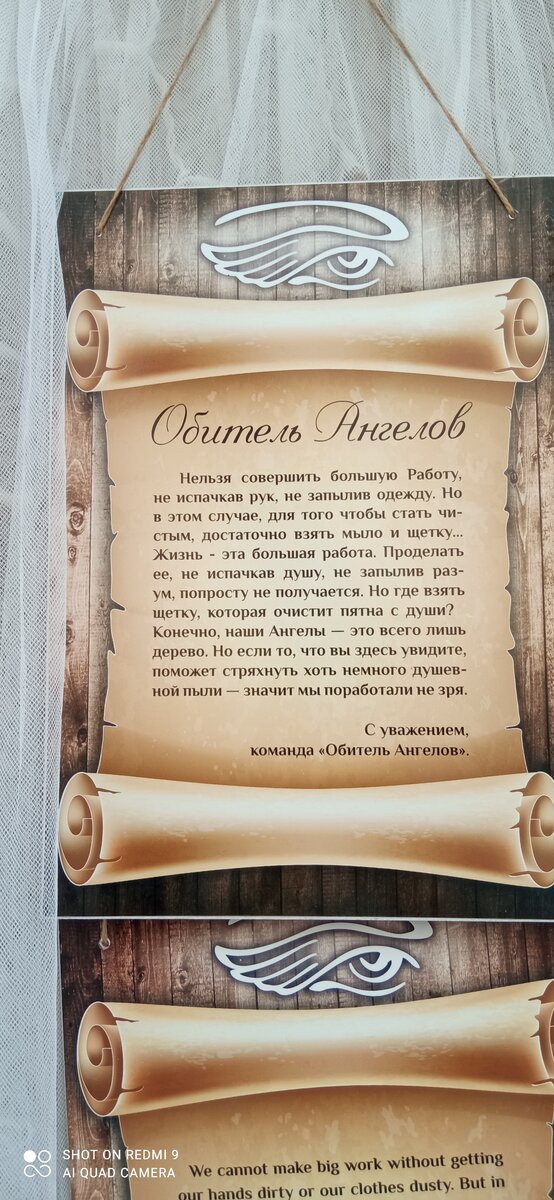 Обитель Ангелов
Нельзя совершить большую Работу,
не испачкав рук, не запылив одежду. Но
в этом случае, для того чтобы стать чи-
стым, достаточно взять мыло и щетку...
Жизнь - эта большая работа. Проделать
ее, не испачкав душу, не запылив раз-
ум, попросту не получается. Но где взять
щетку, которая очистит пятна с души?
Конечно, наши Ангелы — это всего лишь
дерево. Но если то, что вы здесь увидите,
поможет стряхнуть хоть немного душев-
ной пыли — значит мы поработали не зря.
С уважением,
команда «Обитель Ангелов».
We cannot make big work without getting
our hands dirty or our clothes dusty. But in
SHOT ON REDMI 9
AI QUAD CAMERA